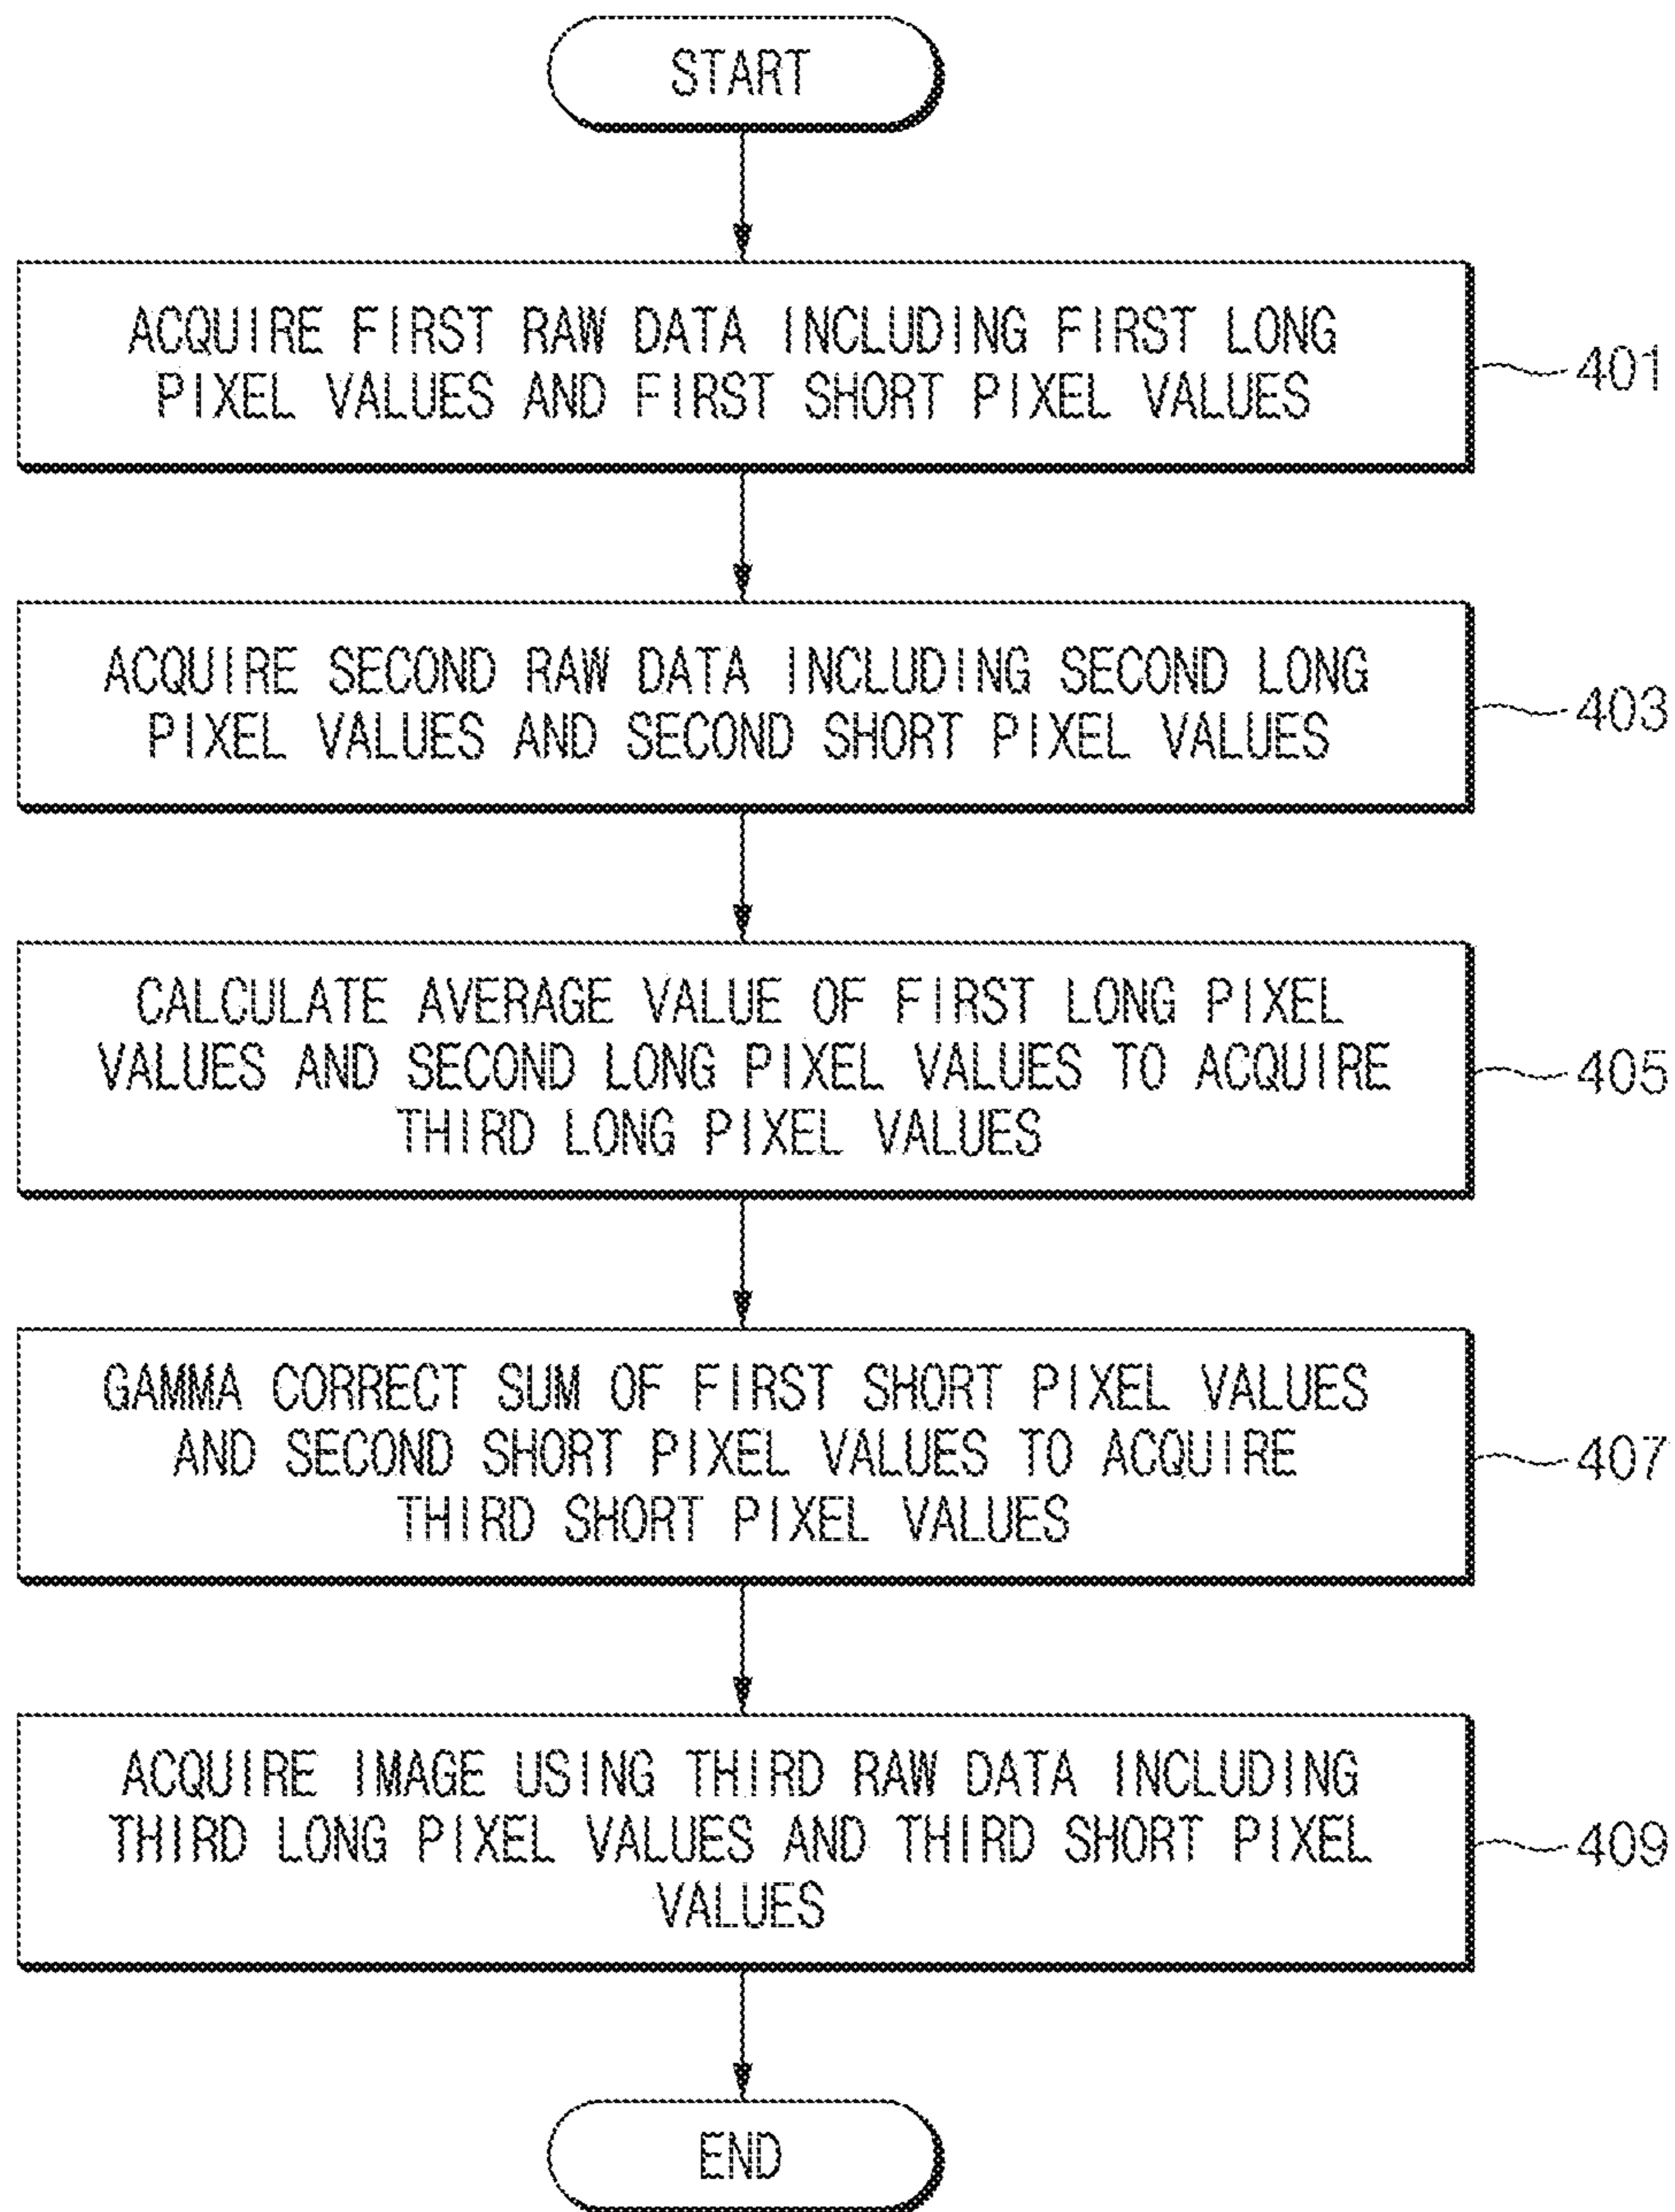 START
ACQUIRE FIRST RAW DATA INCLUDING FIRST LONG
PIXEL VALUES AND FIRST SHORT PIXEL VALUES
401
ACQUIRE SECOND RAW DATA INCLUDING SECOND LONG
PIXEL VALUES AND SECOND SHORT PIXEL VALUES
403
CALCULATE AVERAGE VALUE OF FIRST LONG PIXEL
VALUES AND SECOND LONG PIXEL VALUES TO ACQUIRE
THIRD LONG PIXEL VALUES
405
GAMMA CORRECT SUM OF FIRST SHORT PIXEL VALUES
AND SECOND SHORT PIXEL VALUES TO ACQUIRE
THIRD SHORT PIXEL VALUES
407
ACQUIRE IMAGE USING THIRD RAW DATA INCLUDING
THIRD LONG PIXEL VALUES AND THIRD SHORT PIXEL
VALUES
409
END